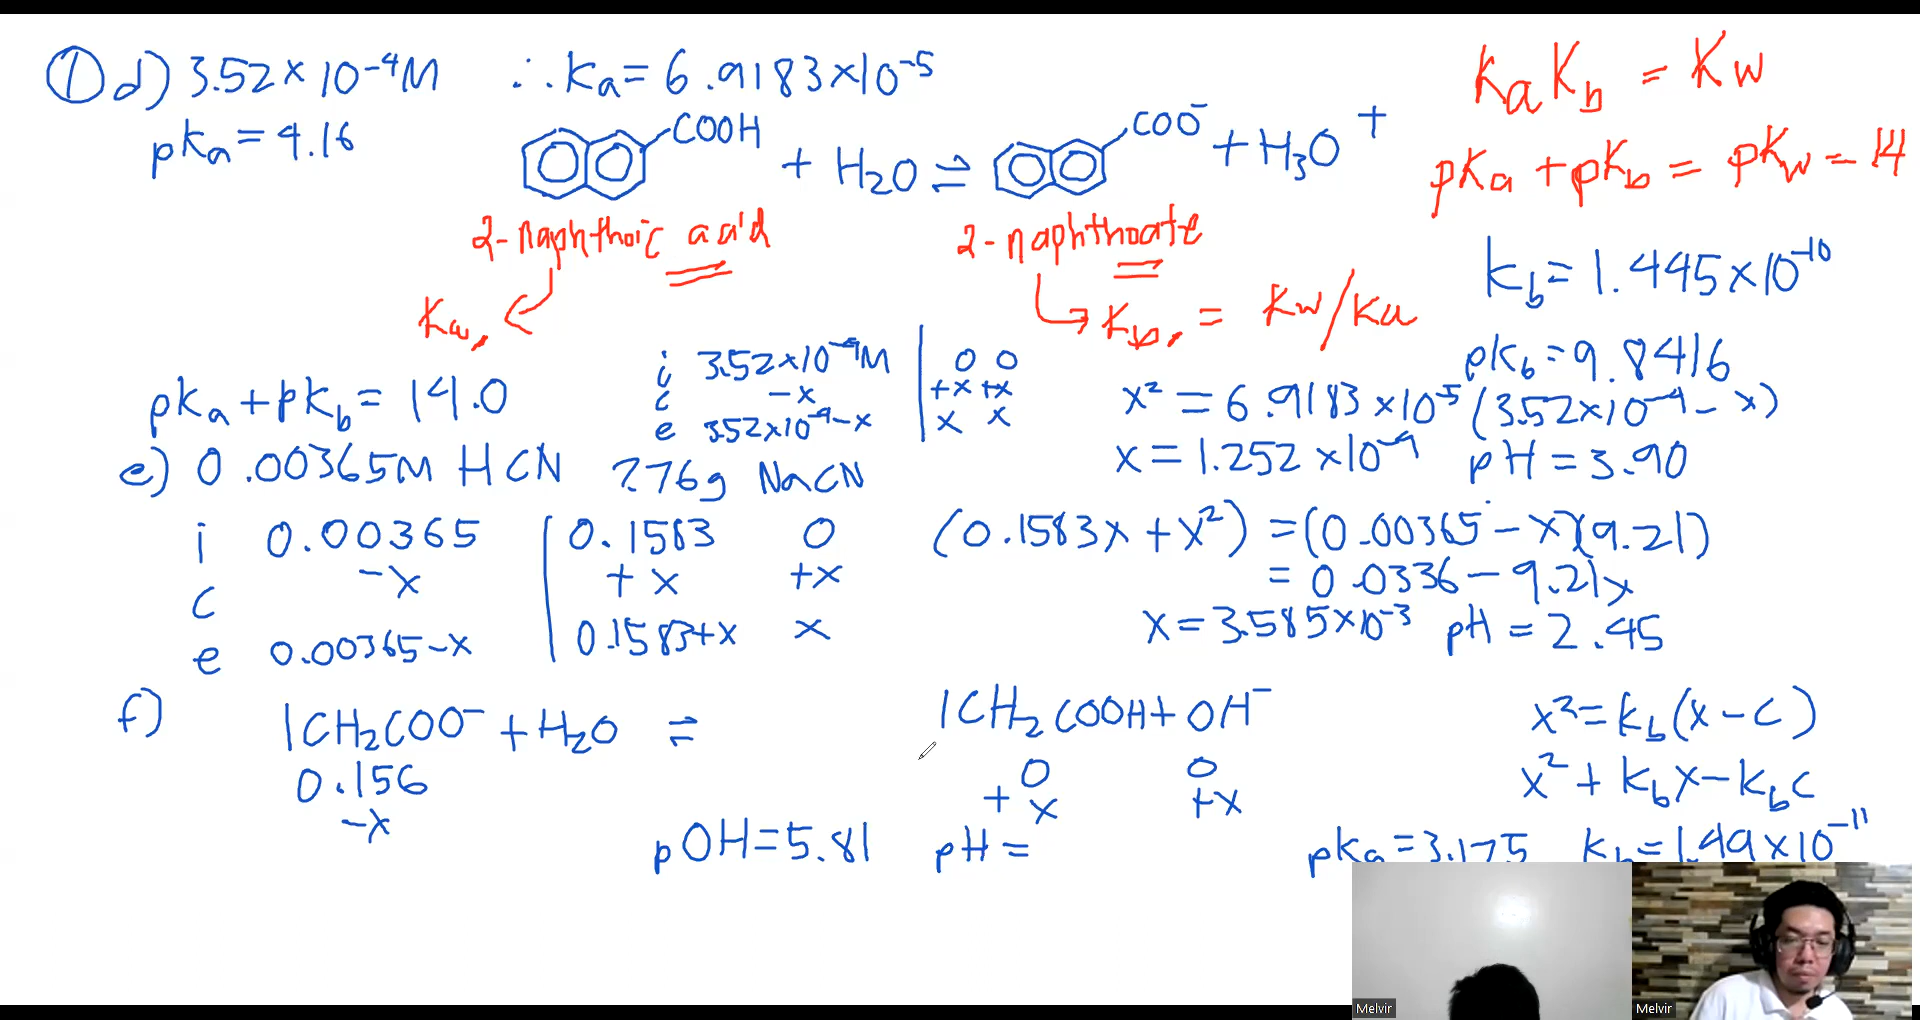 ① d) 3.52 × 10⁻⁴M ∴ Ka = 6.9183×10⁻⁵
pKa = 4.16
COOH + H₂O ⇌ COO⁻ + H₃O⁺
2-naphthoic acid
2-naphthoate
Ka,
Kb, = Kw/Ka
KaKb = Kw
pKa + pKb = pKw = 14
Kb = 1.445×10⁻¹⁰
pKb = 9.8416
pKa + pKb = 14.0
i 3.52×10⁻⁴M | 0 0
c -x | +x +x
e 3.52×10⁻⁴-x | x x
x² = 6.9183×10⁻⁵(3.52×10⁻⁴ - x)
x = 1.252×10⁻⁴ pH = 3.90
e) 0.00365M HCN 7.76g NaCN
i 0.00365 | 0.1583 0
c -x | +x +x
e 0.00365-x | 0.1583+x x
(0.1583x + x²) = (0.00365 - x)(9.21)
= 0.0336 - 9.21x
x = 3.585×10⁻³ pH = 2.45
f) ICH₂COO⁻ + H₂O ⇌ ICH₂COOH + OH⁻
0.156 0 0
-x +x +x
pOH = 5.81 pH =
x² = Kb(x - c)
x² + Kbx - Kbc
pKa = 3.175 Kb = 1.49×10⁻¹¹
Melvir
Melvir